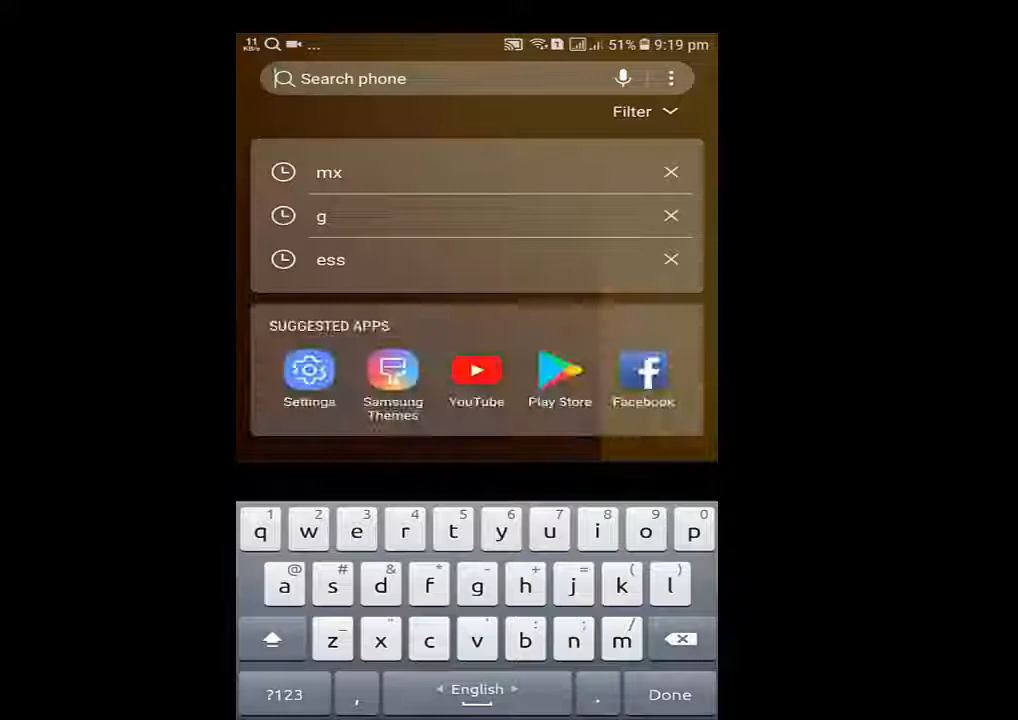 11 KB/s ... 1 51% 9:19 pm
Search phone
Filter
mx
g
ess
SUGGESTED APPS
Settings Samsung Themes YouTube Play Store Facebook
1 2 3 4 5 6 7 8 9 0
q w e r t y u i o p
@ # & * - + = ( )
a s d f g h j k l
_ " ' : ; /
z x c v b n m
?123 , English . Done